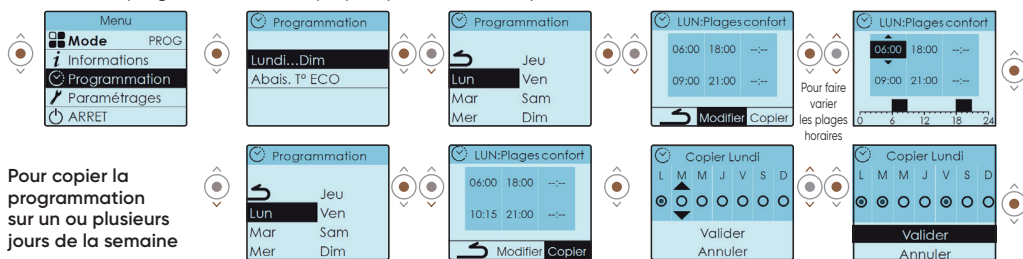 Menu
Mode PROG
Informations
Programmation
Paramétrages
ARRET
Programmation
Lundi...Dim
Abais. T° ECO
Programmation
Jeu
Lun Ven
Mar Sam
Mer Dim
LUN:Plages confort
06:00 18:00 --:--
09:00 21:00 --:--
Modifier Copier
Pour faire
varier
les plages
horaires
LUN:Plages confort
06:00 18:00 --:--
09:00 21:00 --:--
0 6 12 18 24
Pour copier la
programmation
sur un ou plusieurs
jours de la semaine
Programmation
Jeu
Lun Ven
Mar Sam
Mer Dim
LUN:Plages confort
06:00 18:00 --:--
10:15 21:00 --:--
Modifier Copier
Copier Lundi
L M M J V S D
Valider
Annuler
Copier Lundi
L M M J V S D
Valider
Annuler